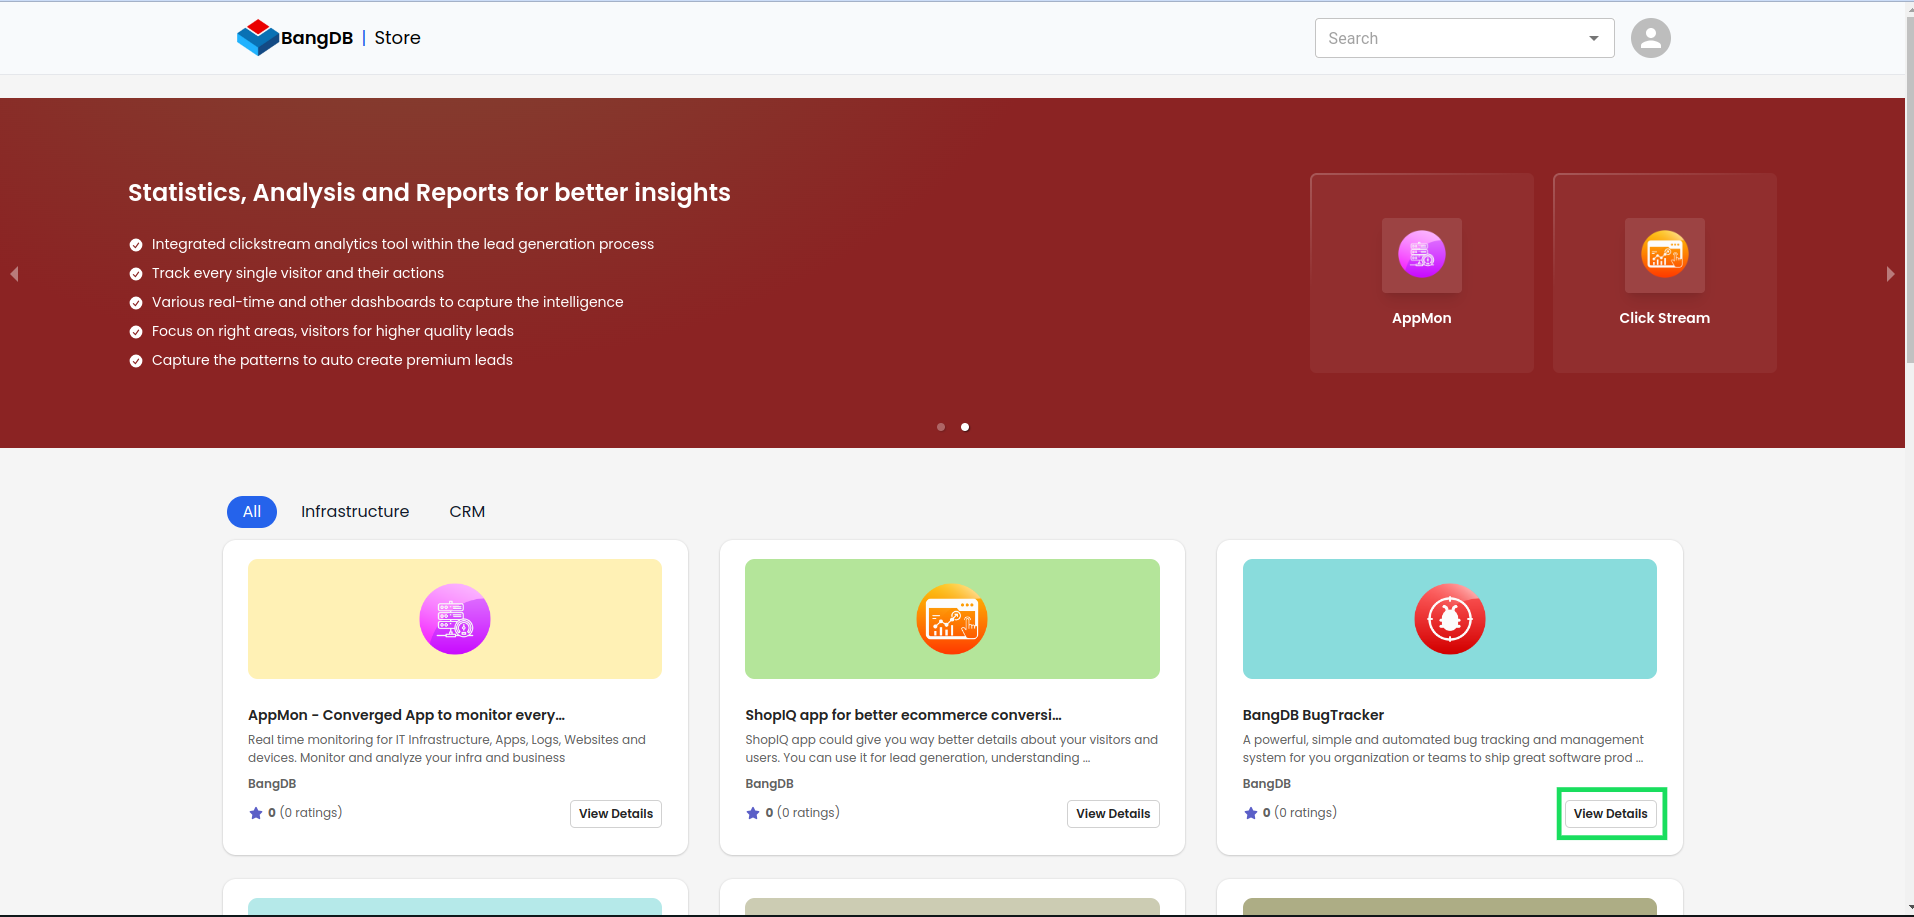 BangDB | Store
Search
Statistics, Analysis and Reports for better insights
Integrated clickstream analytics tool within the lead generation process
Track every single visitor and their actions
Various real-time and other dashboards to capture the intelligence
Focus on right areas, visitors for higher quality leads
Capture the patterns to auto create premium leads
AppMon
Click Stream
All
Infrastructure
CRM
AppMon - Converged App to monitor every...
Real time monitoring for IT Infrastructure, Apps, Logs, Websites and
devices. Monitor and analyze your infra and business
BangDB
0 (0 ratings)
View Details
ShopIQ app for better ecommerce conversi...
ShopIQ app could give you way better details about your visitors and
users. You can use it for lead generation, understanding ...
BangDB
0 (0 ratings)
View Details
BangDB BugTracker
A powerful, simple and automated bug tracking and management
system for you organization or teams to ship great software prod ...
BangDB
0 (0 ratings)
View Details